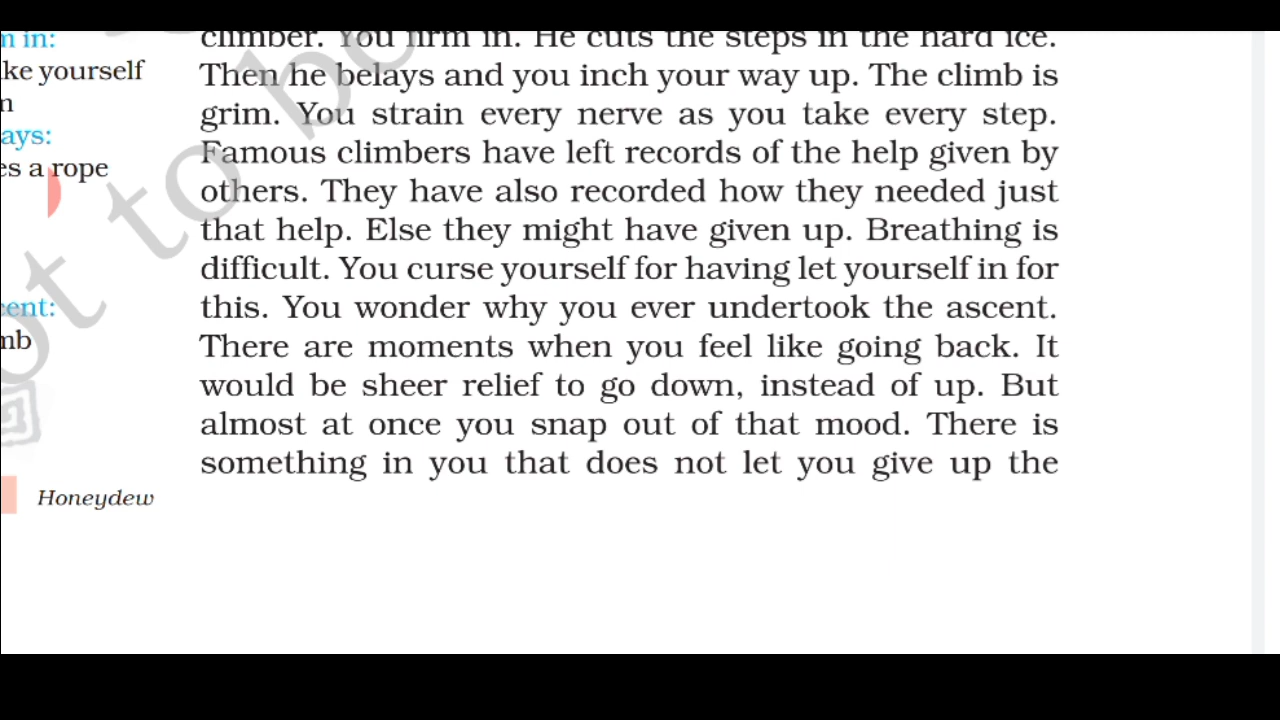 m in:
ke yourself
n
ays:
es a rope
cent:
mb
climber. You firm in. He cuts the steps in the hard ice.
Then he belays and you inch your way up. The climb is
grim. You strain every nerve as you take every step.
Famous climbers have left records of the help given by
others. They have also recorded how they needed just
that help. Else they might have given up. Breathing is
difficult. You curse yourself for having let yourself in for
this. You wonder why you ever undertook the ascent.
There are moments when you feel like going back. It
would be sheer relief to go down, instead of up. But
almost at once you snap out of that mood. There is
something in you that does not let you give up the
Honeydew
not to be